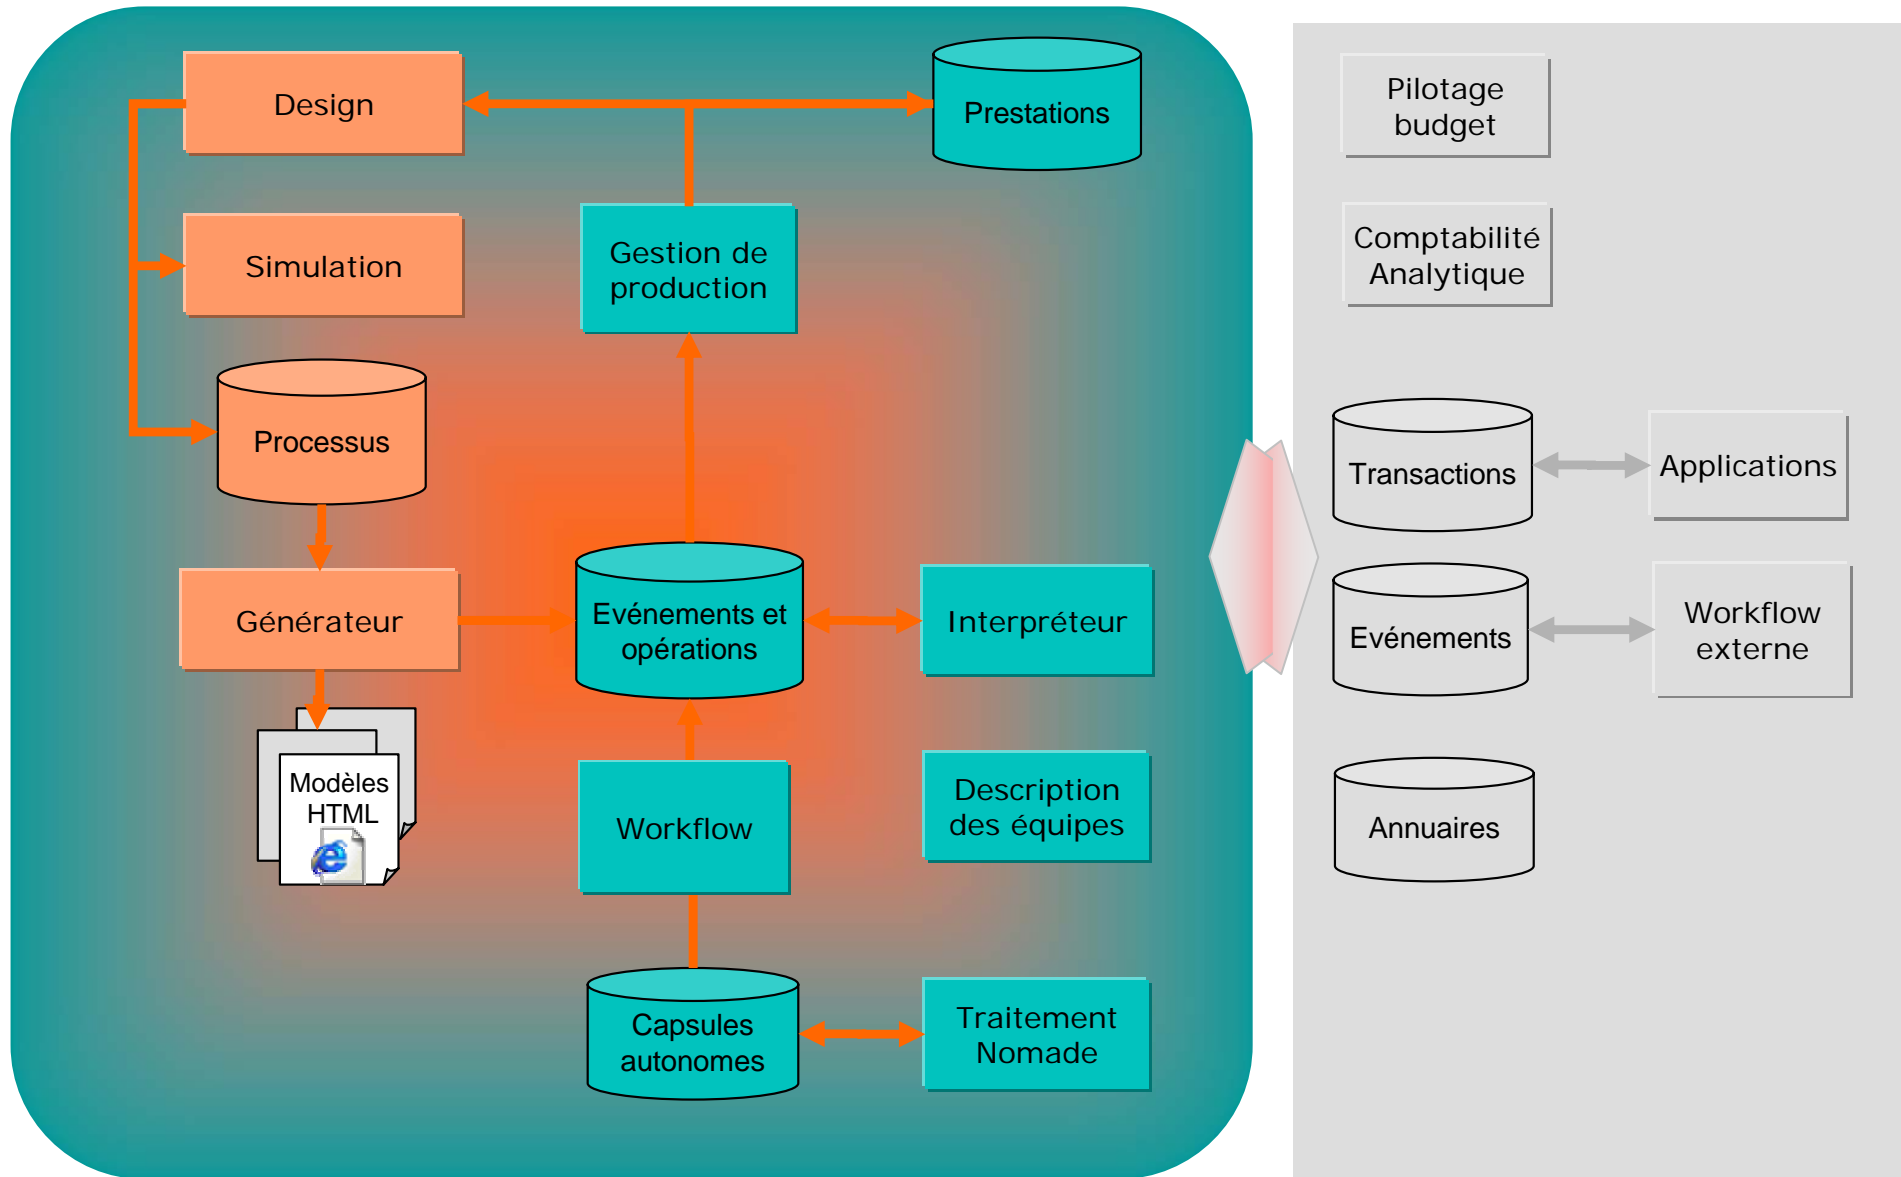 Design
Prestations
Simulation
Gestion de
production
Processus
Générateur
Evénements et
opérations
Interpréteur
Modèles
HTML
Workflow
Description
des équipes
Capsules
autonomes
Traitement
Nomade
Pilotage
budget
Comptabilité
Analytique
Transactions
Applications
Evénements
Workflow
externe
Annuaires